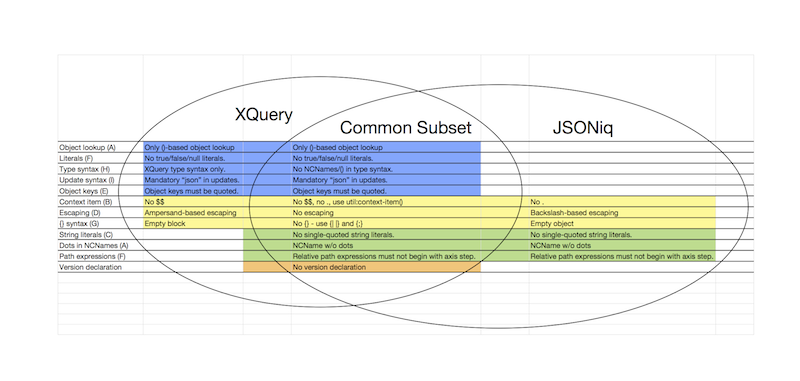 XQuery
Common Subset
JSONiq
Object lookup (A) Only ()-based object lookup Only ()-based object lookup
Literals (F) No true/false/null literals. No true/false/null literals.
Type syntax (H) XQuery type syntax only. No NCNames/() in type syntax.
Update syntax (I) Mandatory "json" in updates. Mandatory "json" in updates.
Object keys (E) Object keys must be quoted. Object keys must be quoted.
Context item (B) No $$ No $$, no ., use util:context-item() No .
Escaping (D) Ampersand-based escaping No escaping Backslash-based escaping
{} syntax (G) Empty block No {} - use {| |} and {;} Empty object
String literals (C) No single-quoted string literals. No single-quoted string literals.
Dots in NCNames (A) NCName w/o dots NCName w/o dots
Path expressions (F) Relative path expressions must not begin with axis step. Relative path expressions must not begin with axis step.
Version declaration No version declaration